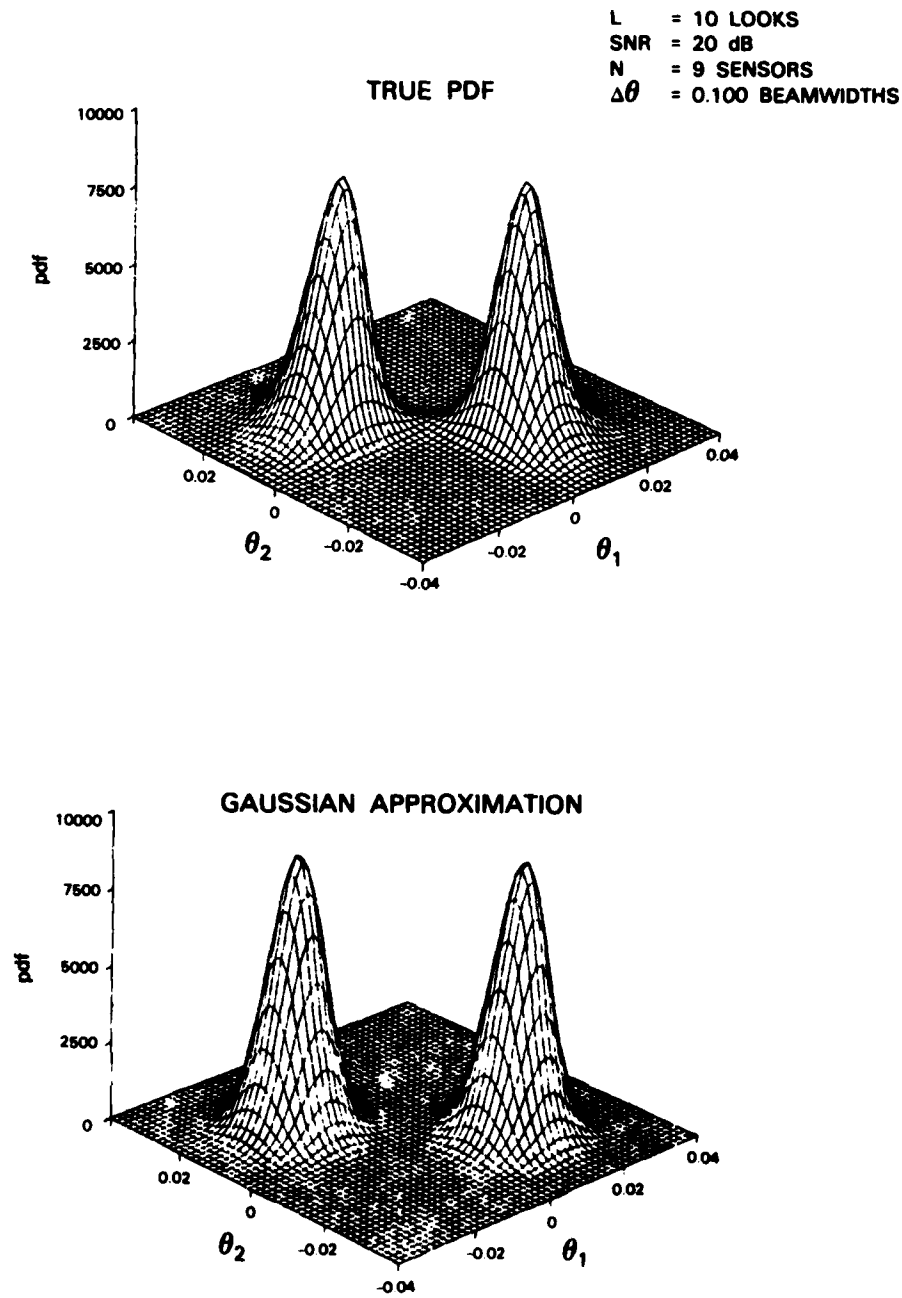 L = 10 LOOKS
SNR = 20 dB
N = 9 SENSORS
Δθ = 0.100 BEAMWIDTHS
TRUE PDF
10000
7500
5000
2500
0
pdf
0.02
0
-0.02
-0.04
θ2
-0.02
0
0.02
0.04
θ1
GAUSSIAN APPROXIMATION
10000
7500
5000
2500
0
pdf
0.02
0
-0.02
-0.04
θ2
-0.02
0
0.02
0.04
θ1